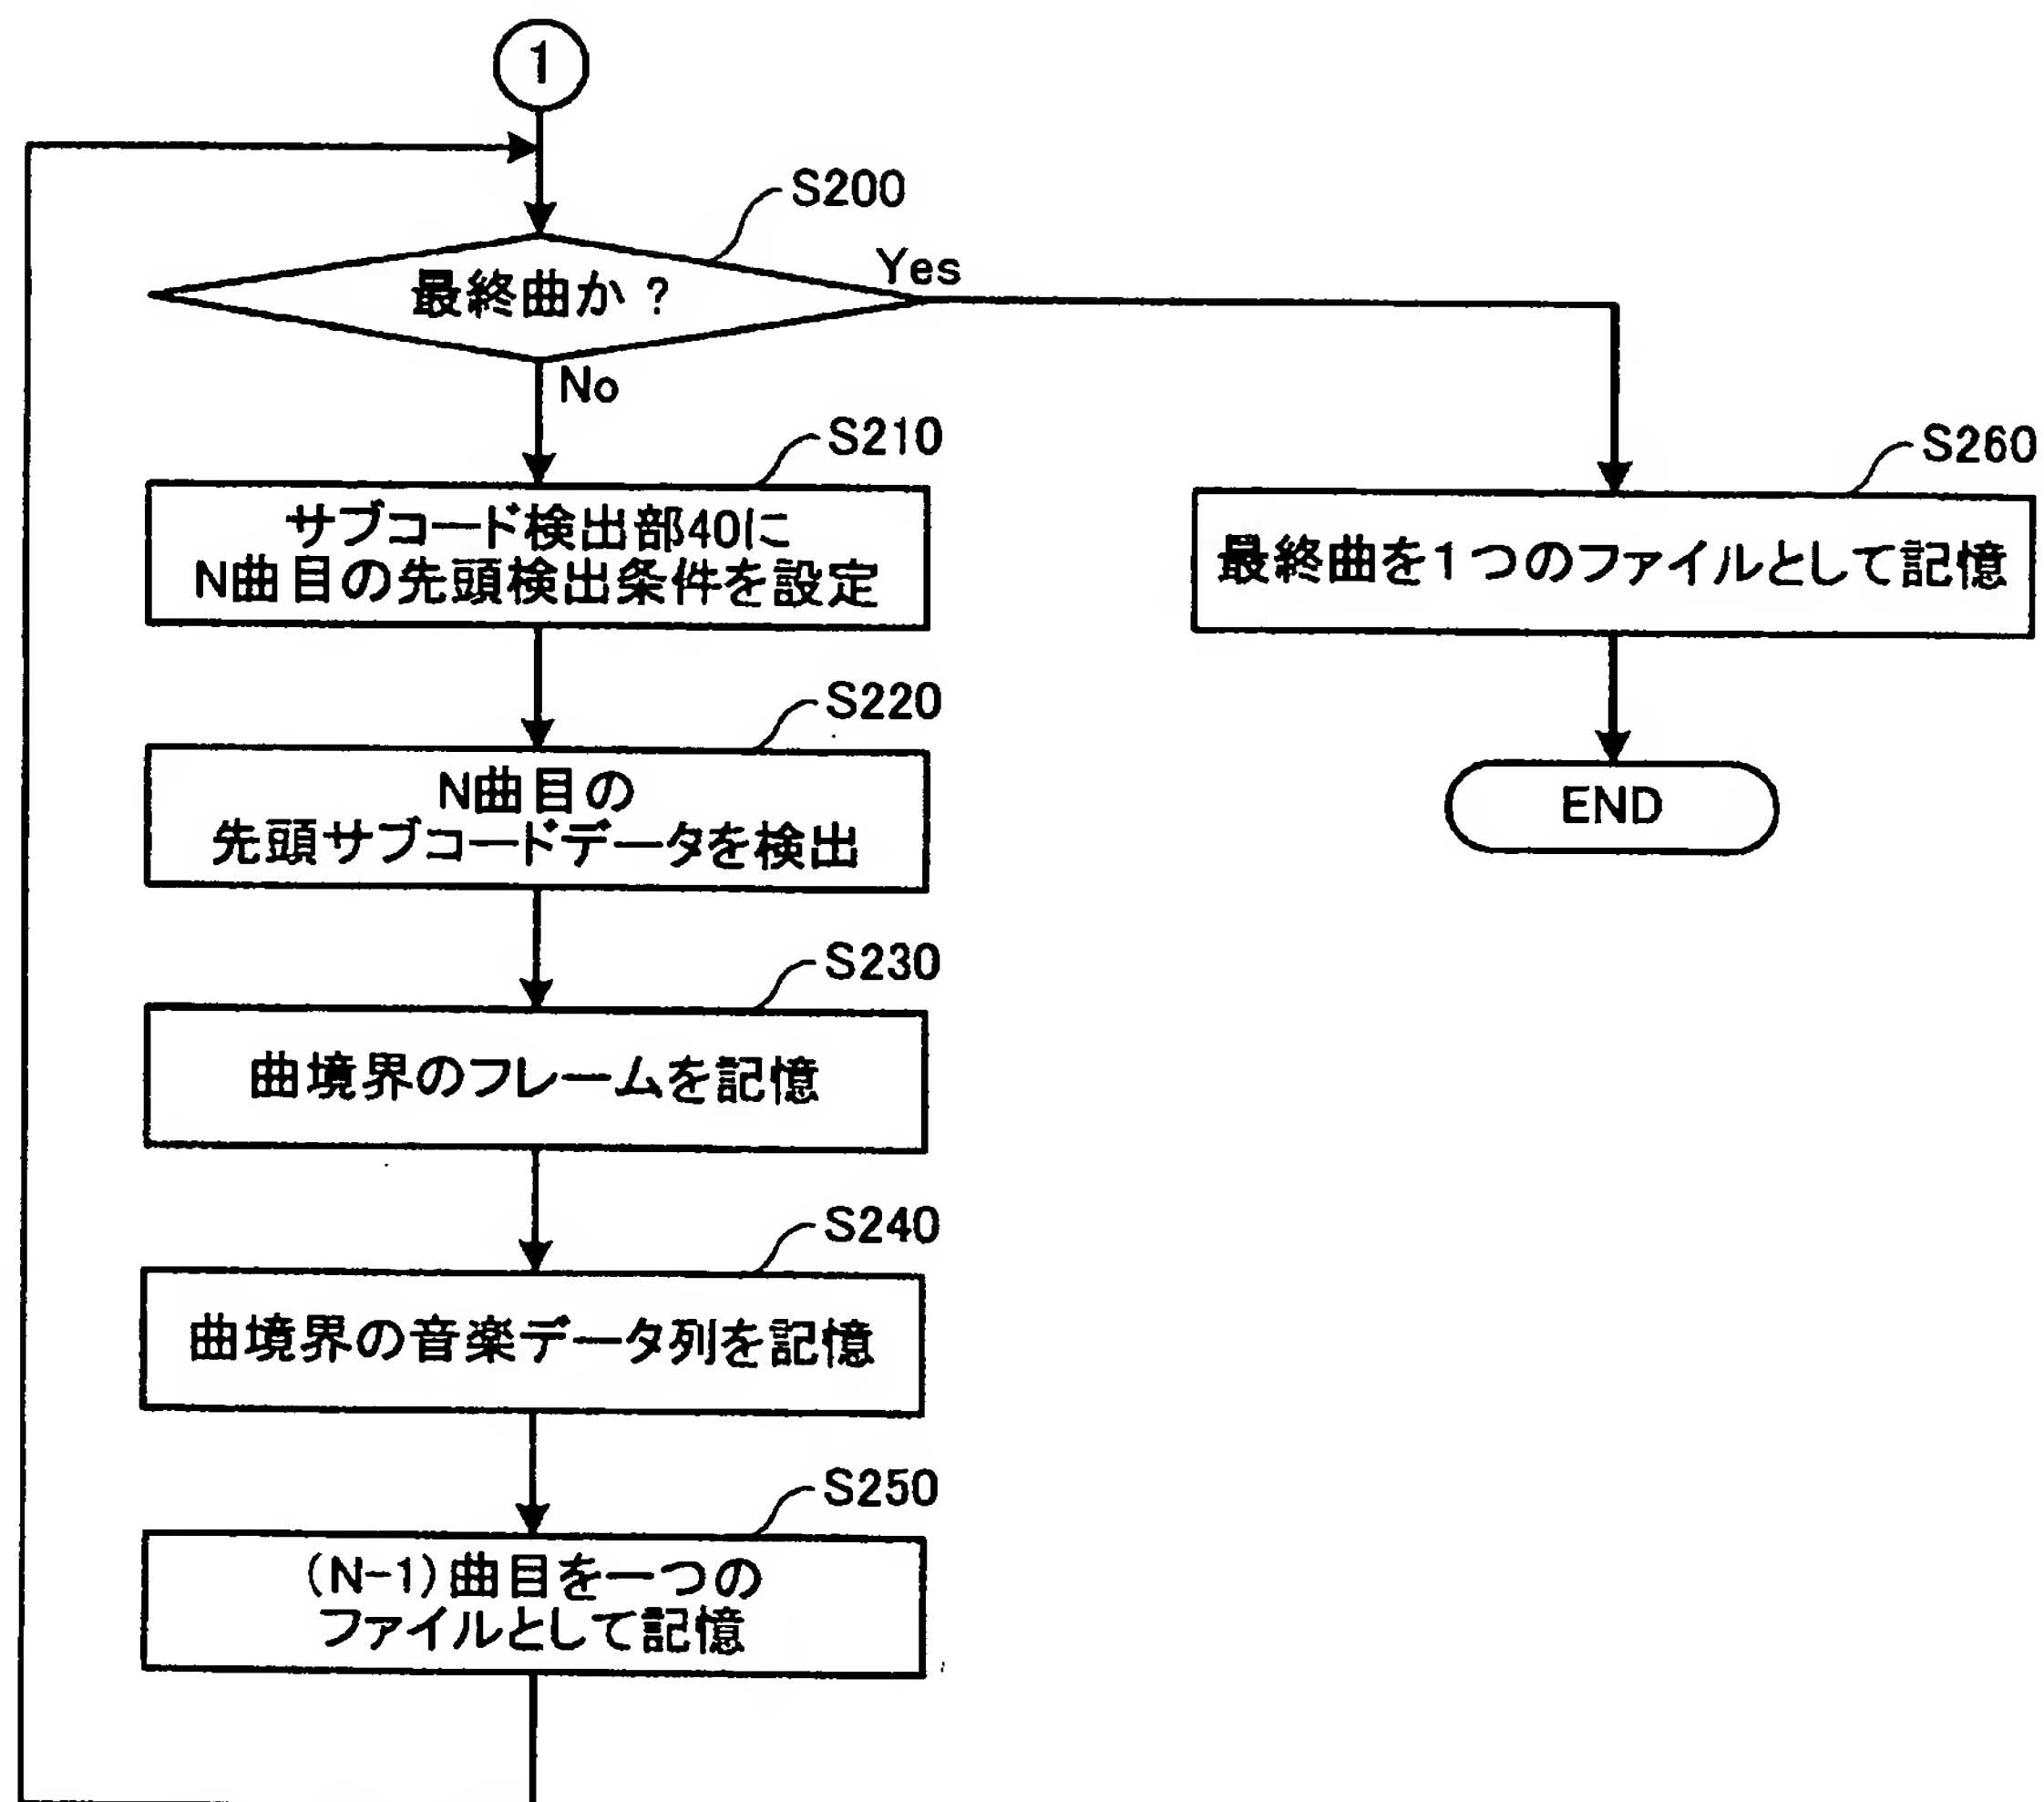 1
S200
最終曲か？
Yes
No
S210
サブコード検出部40に
N曲目の先頭検出条件を設定
S260
最終曲を１つのファイルとして記憶
S220
N曲目の
先頭サブコードデータを検出
END
S230
曲境界のフレームを記憶
S240
曲境界の音楽データ列を記憶
S250
(N-1)曲目を一つの
ファイルとして記憶